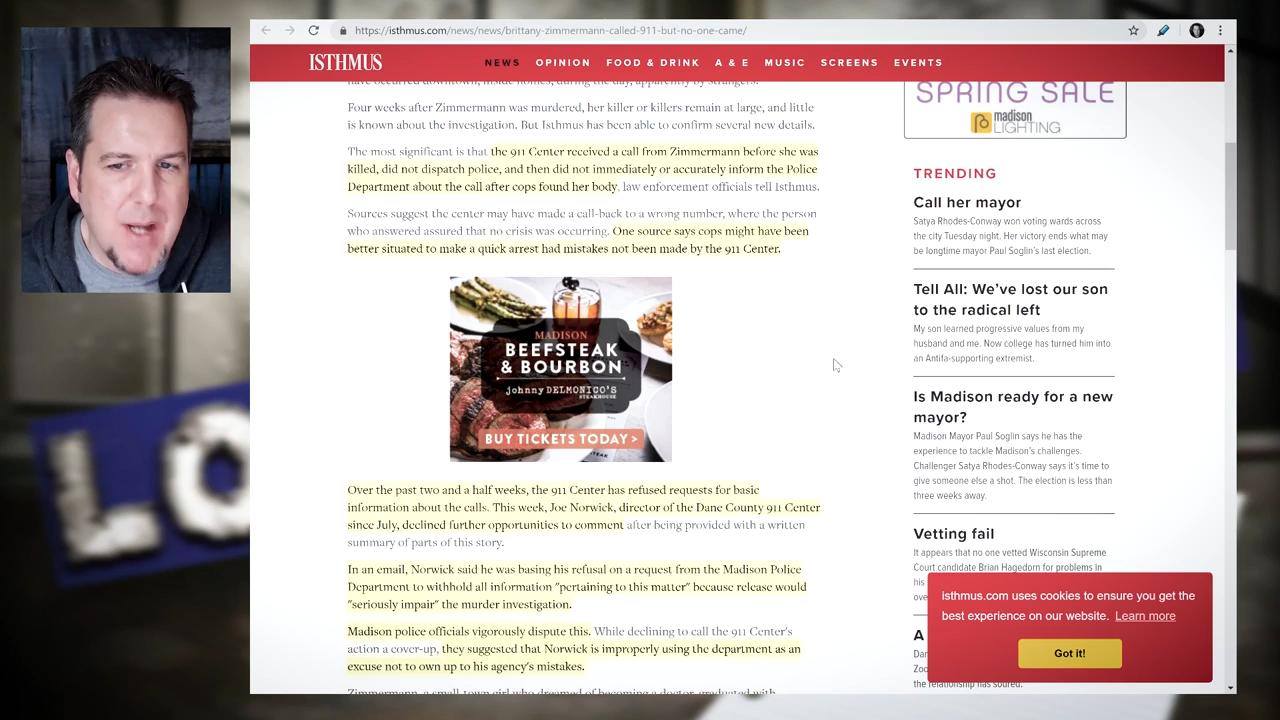 https://isthmus.com/news/news/brittany-zimmermann-called-911-but-no-one-came/
ISTHMUS
NEWS OPINION FOOD & DRINK A & E MUSIC SCREENS EVENTS
have occurred downtown, inside homes, during the day, apparently by strangers.
Four weeks after Zimmermann was murdered, her killer or killers remain at large, and little
is known about the investigation. But Isthmus has been able to confirm several new details.
The most significant is that the 911 Center received a call from Zimmermann before she was
killed, did not dispatch police, and then did not immediately or accurately inform the Police
Department about the call after cops found her body, law enforcement officials tell Isthmus.
Sources suggest the center may have made a call-back to a wrong number, where the person
who answered assured that no crisis was occurring. One source says cops might have been
better situated to make a quick arrest had mistakes not been made by the 911 Center.
MADISON
BEEFSTEAK
& BOURBON
johnny DELMONICO'S
STEAKHOUSE
BUY TICKETS TODAY >
Over the past two and a half weeks, the 911 Center has refused requests for basic
information about the calls. This week, Joe Norwick, director of the Dane County 911 Center
since July, declined further opportunities to comment after being provided with a written
summary of parts of this story.
In an email, Norwick said he was basing his refusal on a request from the Madison Police
Department to withhold all information "pertaining to this matter" because release would
"seriously impair" the murder investigation.
Madison police officials vigorously dispute this. While declining to call the 911 Center's
action a cover-up, they suggested that Norwick is improperly using the department as an
excuse not to own up to his agency's mistakes.
Zimmermann, a small-town girl who dreamed of becoming a doctor, graduated with
SPRING SALE
madison
LIGHTING
TRENDING
Call her mayor
Satya Rhodes-Conway won voting wards across
the city Tuesday night. Her victory ends what may
be longtime mayor Paul Soglin's last election.
Tell All: We've lost our son
to the radical left
My son learned progressive values from my
husband and me. Now college has turned him into
an Antifa-supporting extremist.
Is Madison ready for a new
mayor?
Madison Mayor Paul Soglin says he has the
experience to tackle Madison's challenges.
Challenger Satya Rhodes-Conway says it's time to
give someone else a shot. The election is less than
three weeks away.
Vetting fail
It appears that no one vetted Wisconsin Supreme
Court candidate Brian Hagedorn for problems in
his
A
the relationship has soured.
isthmus.com uses cookies to ensure you get the
best experience on our website. Learn more
Got it!
LO